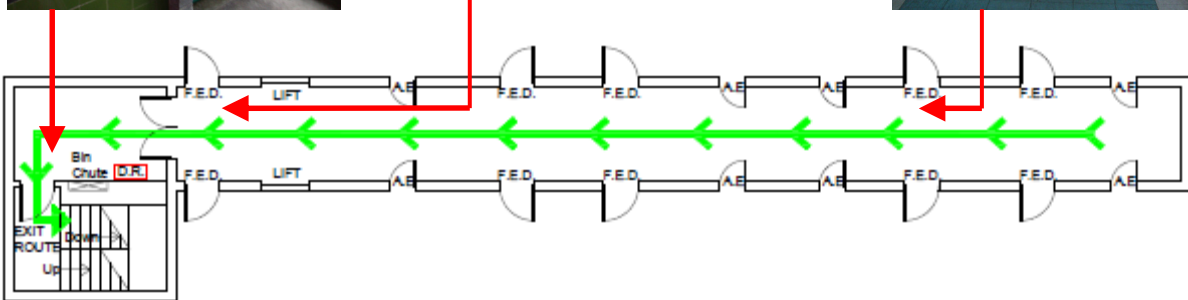 F.E.D. LIFT A.E F.E.D. F.E.D. A.E A.E F.E.D. F.E.D. A.E
Bin
Chute D.R.
F.E.D LIFT A.E F.E.D. F.E.D. A.E A.E F.E.D. F.E.D. A.E
EXIT
ROUTE
Down
Up